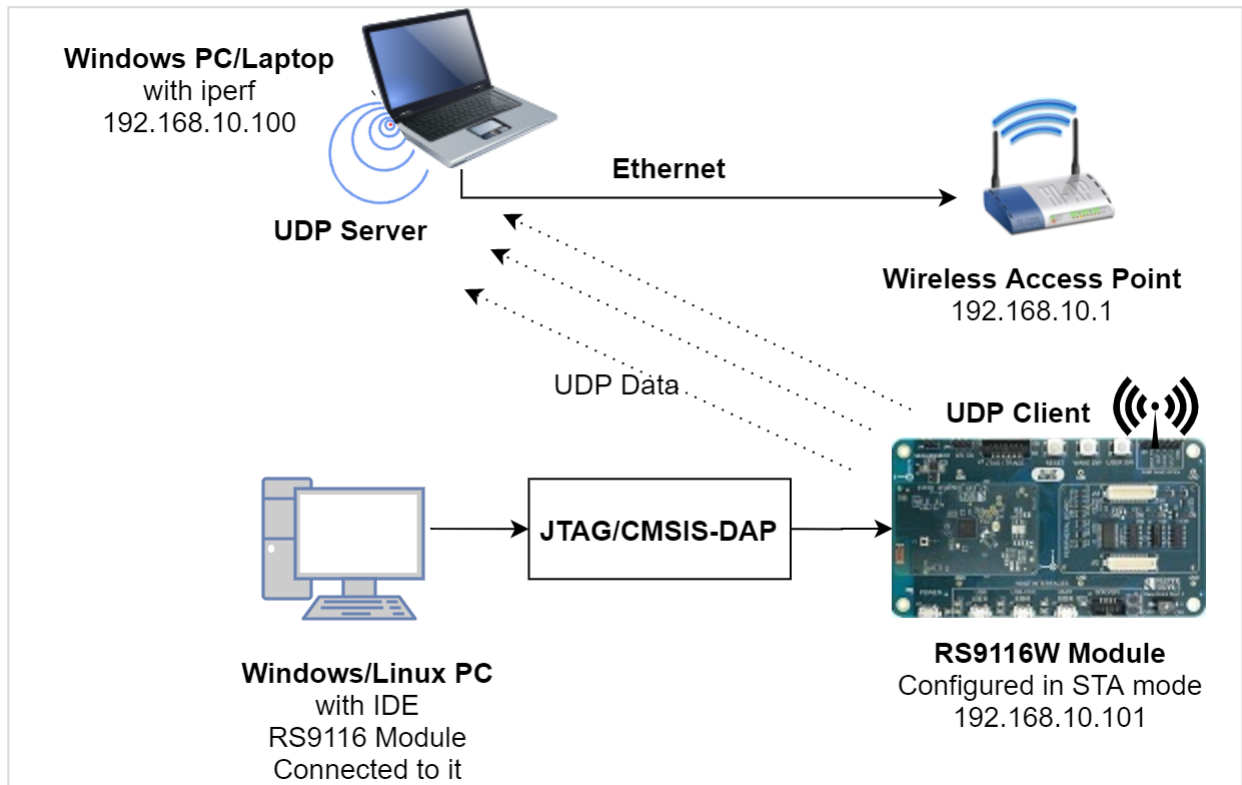 Windows PC/Laptop
with iperf
192.168.10.100
UDP Server
Ethernet
Wireless Access Point
192.168.10.1
UDP Data
UDP Client
JTAG/CMSIS-DAP
Windows/Linux PC
with IDE
RS9116 Module
Connected to it
RS9116W Module
Configured in STA mode
192.168.10.101